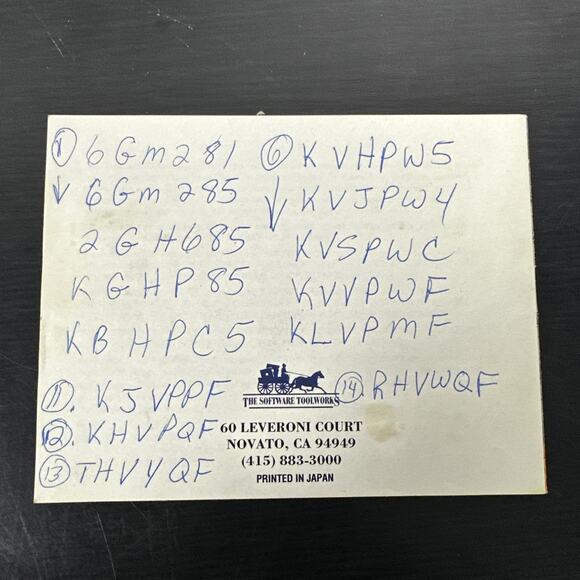 1 6Gm281
6Gm285
2GH685
KGHP85
KBHPC5
6 KVHPW5
KVJPW4
KVSPWC
KVVPWF
KLVPMF
11. KJVPPF
12. KHVPQF
13 THVYQF
14. RHVWQF
THE SOFTWARE TOOLWORKS
60 LEVERONI COURT
NOVATO, CA 94949
(415) 883-3000
PRINTED IN JAPAN